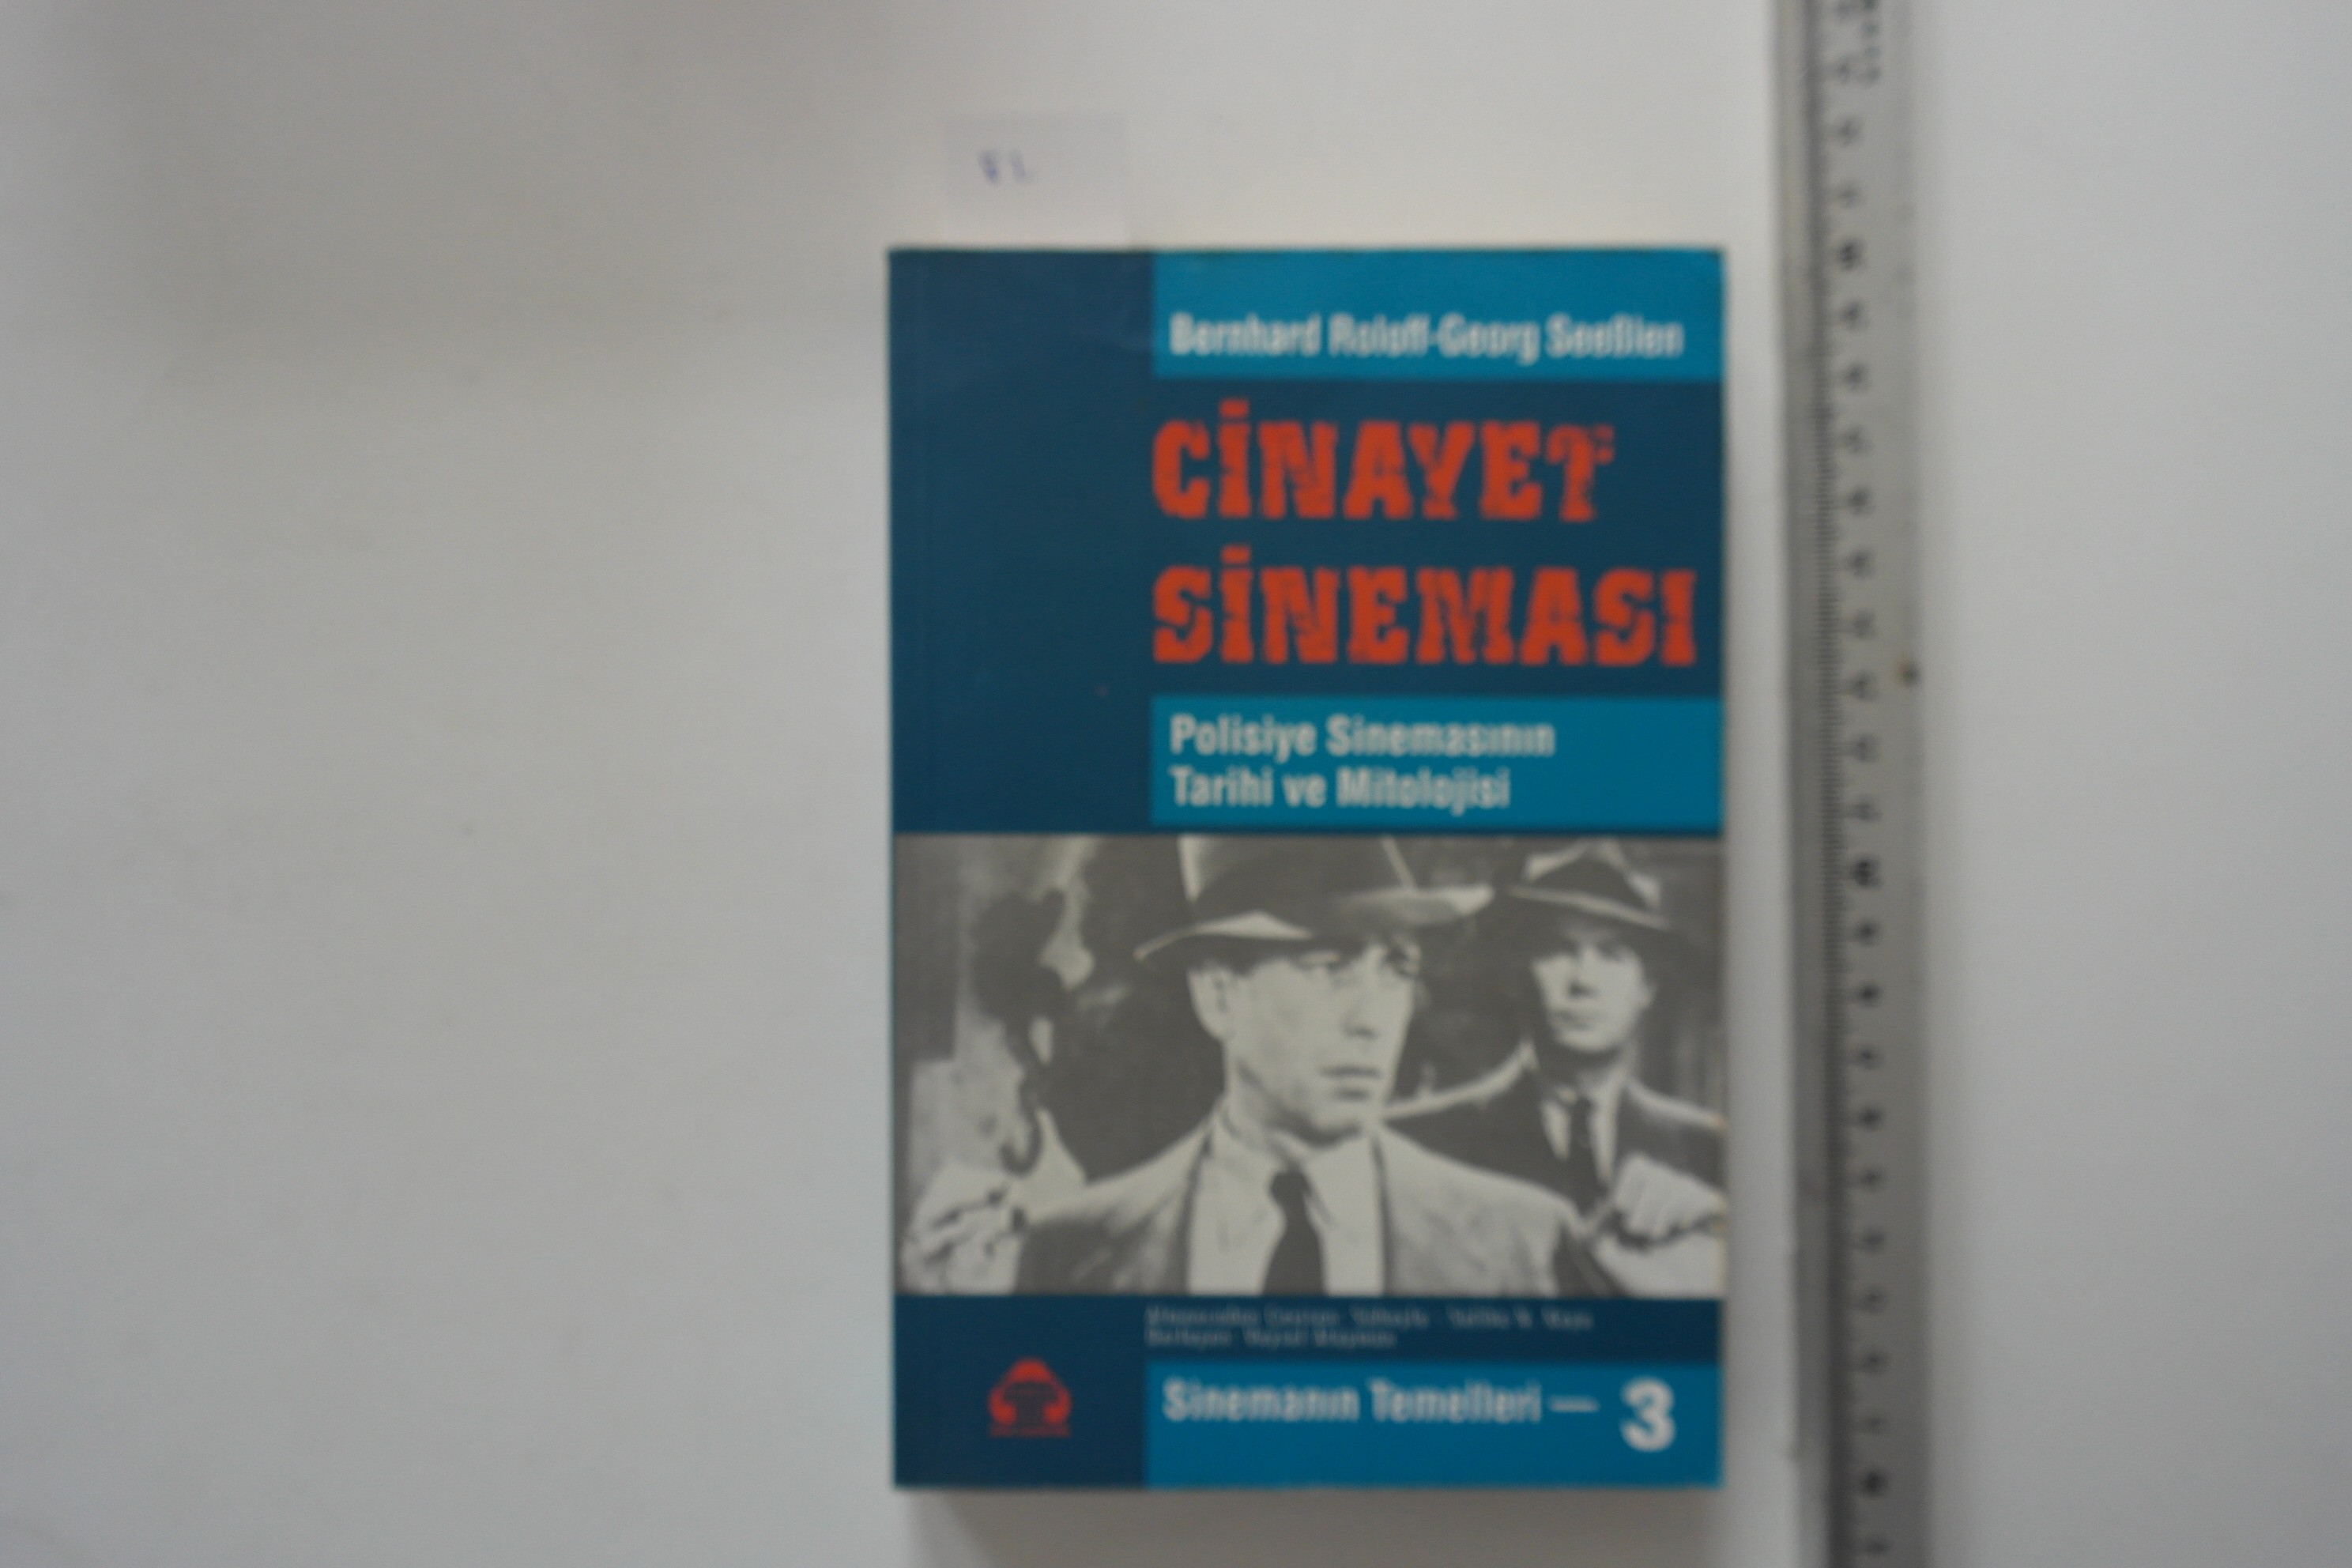 Bernhard Roloff-Georg Seeßlen
CİNAYET
SİNEMASI
Polisiye Sinemasının
Tarihi ve Mitolojisi
Sinemanın Temelleri — 3